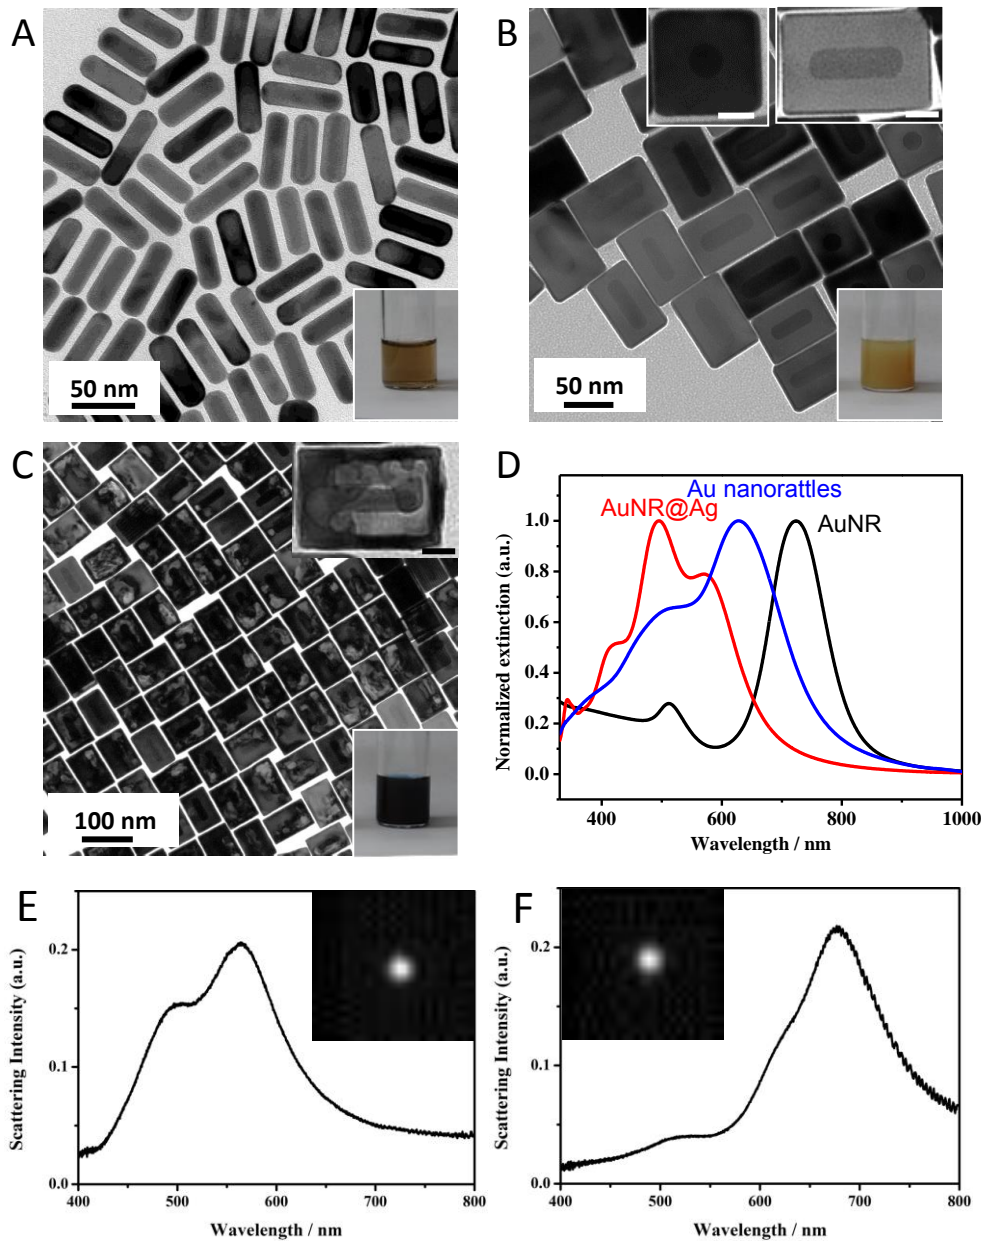 A
50 nm
B
50 nm
C
100 nm
D
Au nanorattles
AuNR@Ag
AuNR
Normalized extinction (a.u.)
1.0
0.8
0.6
0.4
0.2
0.0
400
600
800
1000
Wavelength / nm
E
Scattering Intensity (a.u.)
0.2
0.1
0.0
400
500
600
700
800
Wavelength / nm
F
Scattering Intensity (a.u.)
0.2
0.1
0.0
400
500
600
700
800
Wavelength / nm